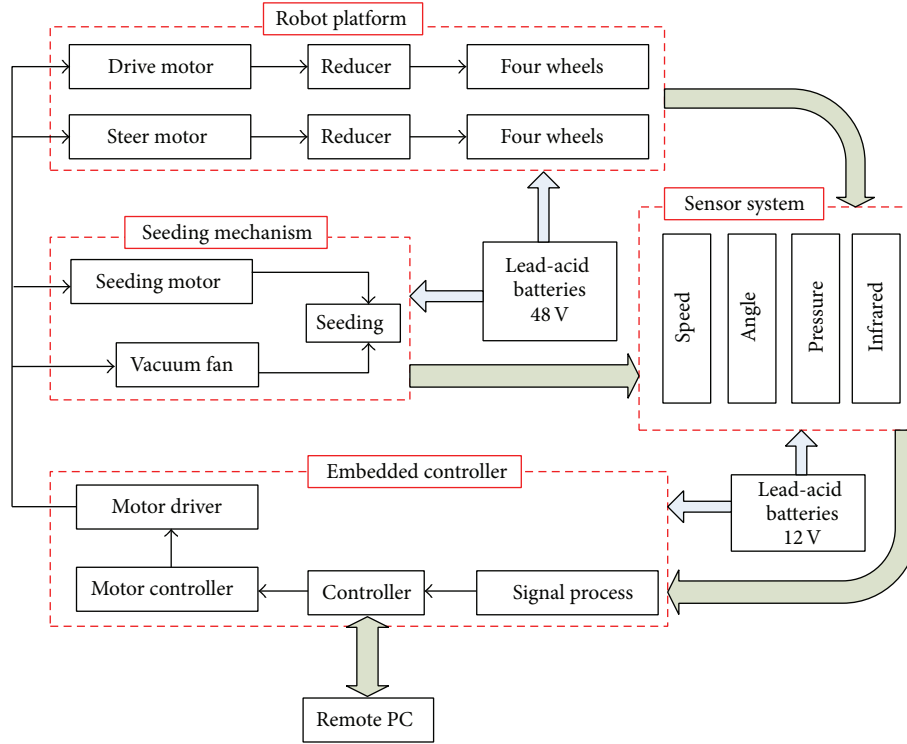 Robot platform
Drive motor
Reducer
Four wheels
Steer motor
Reducer
Four wheels
Sensor system
Speed
Angle
Pressure
Infrared
Seeding mechanism
Seeding motor
Seeding
Vacuum fan
Lead-acid
batteries
48 V
Embedded controller
Motor driver
Motor controller
Controller
Signal process
Lead-acid
batteries
12 V
Remote PC